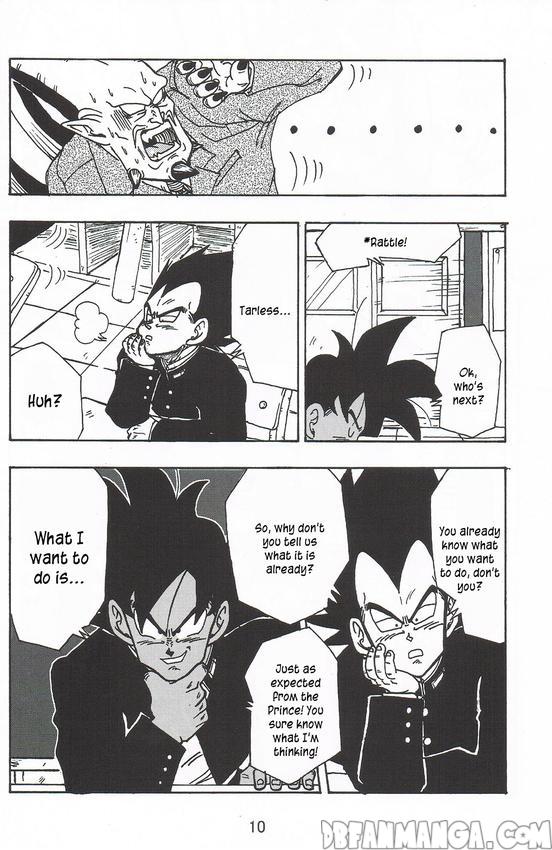 . . . . . .
*Rattle!
Ok,
who's
next?
Tarless...
Huh?
You already
know what
you want
to do, don't
you?
So, why don't
you tell us
what it is
already?
Just as
expected
from the
Prince! You
sure know
what I'm
thinking!
What I
want to
do is...
10
DBFANMANGA.COM